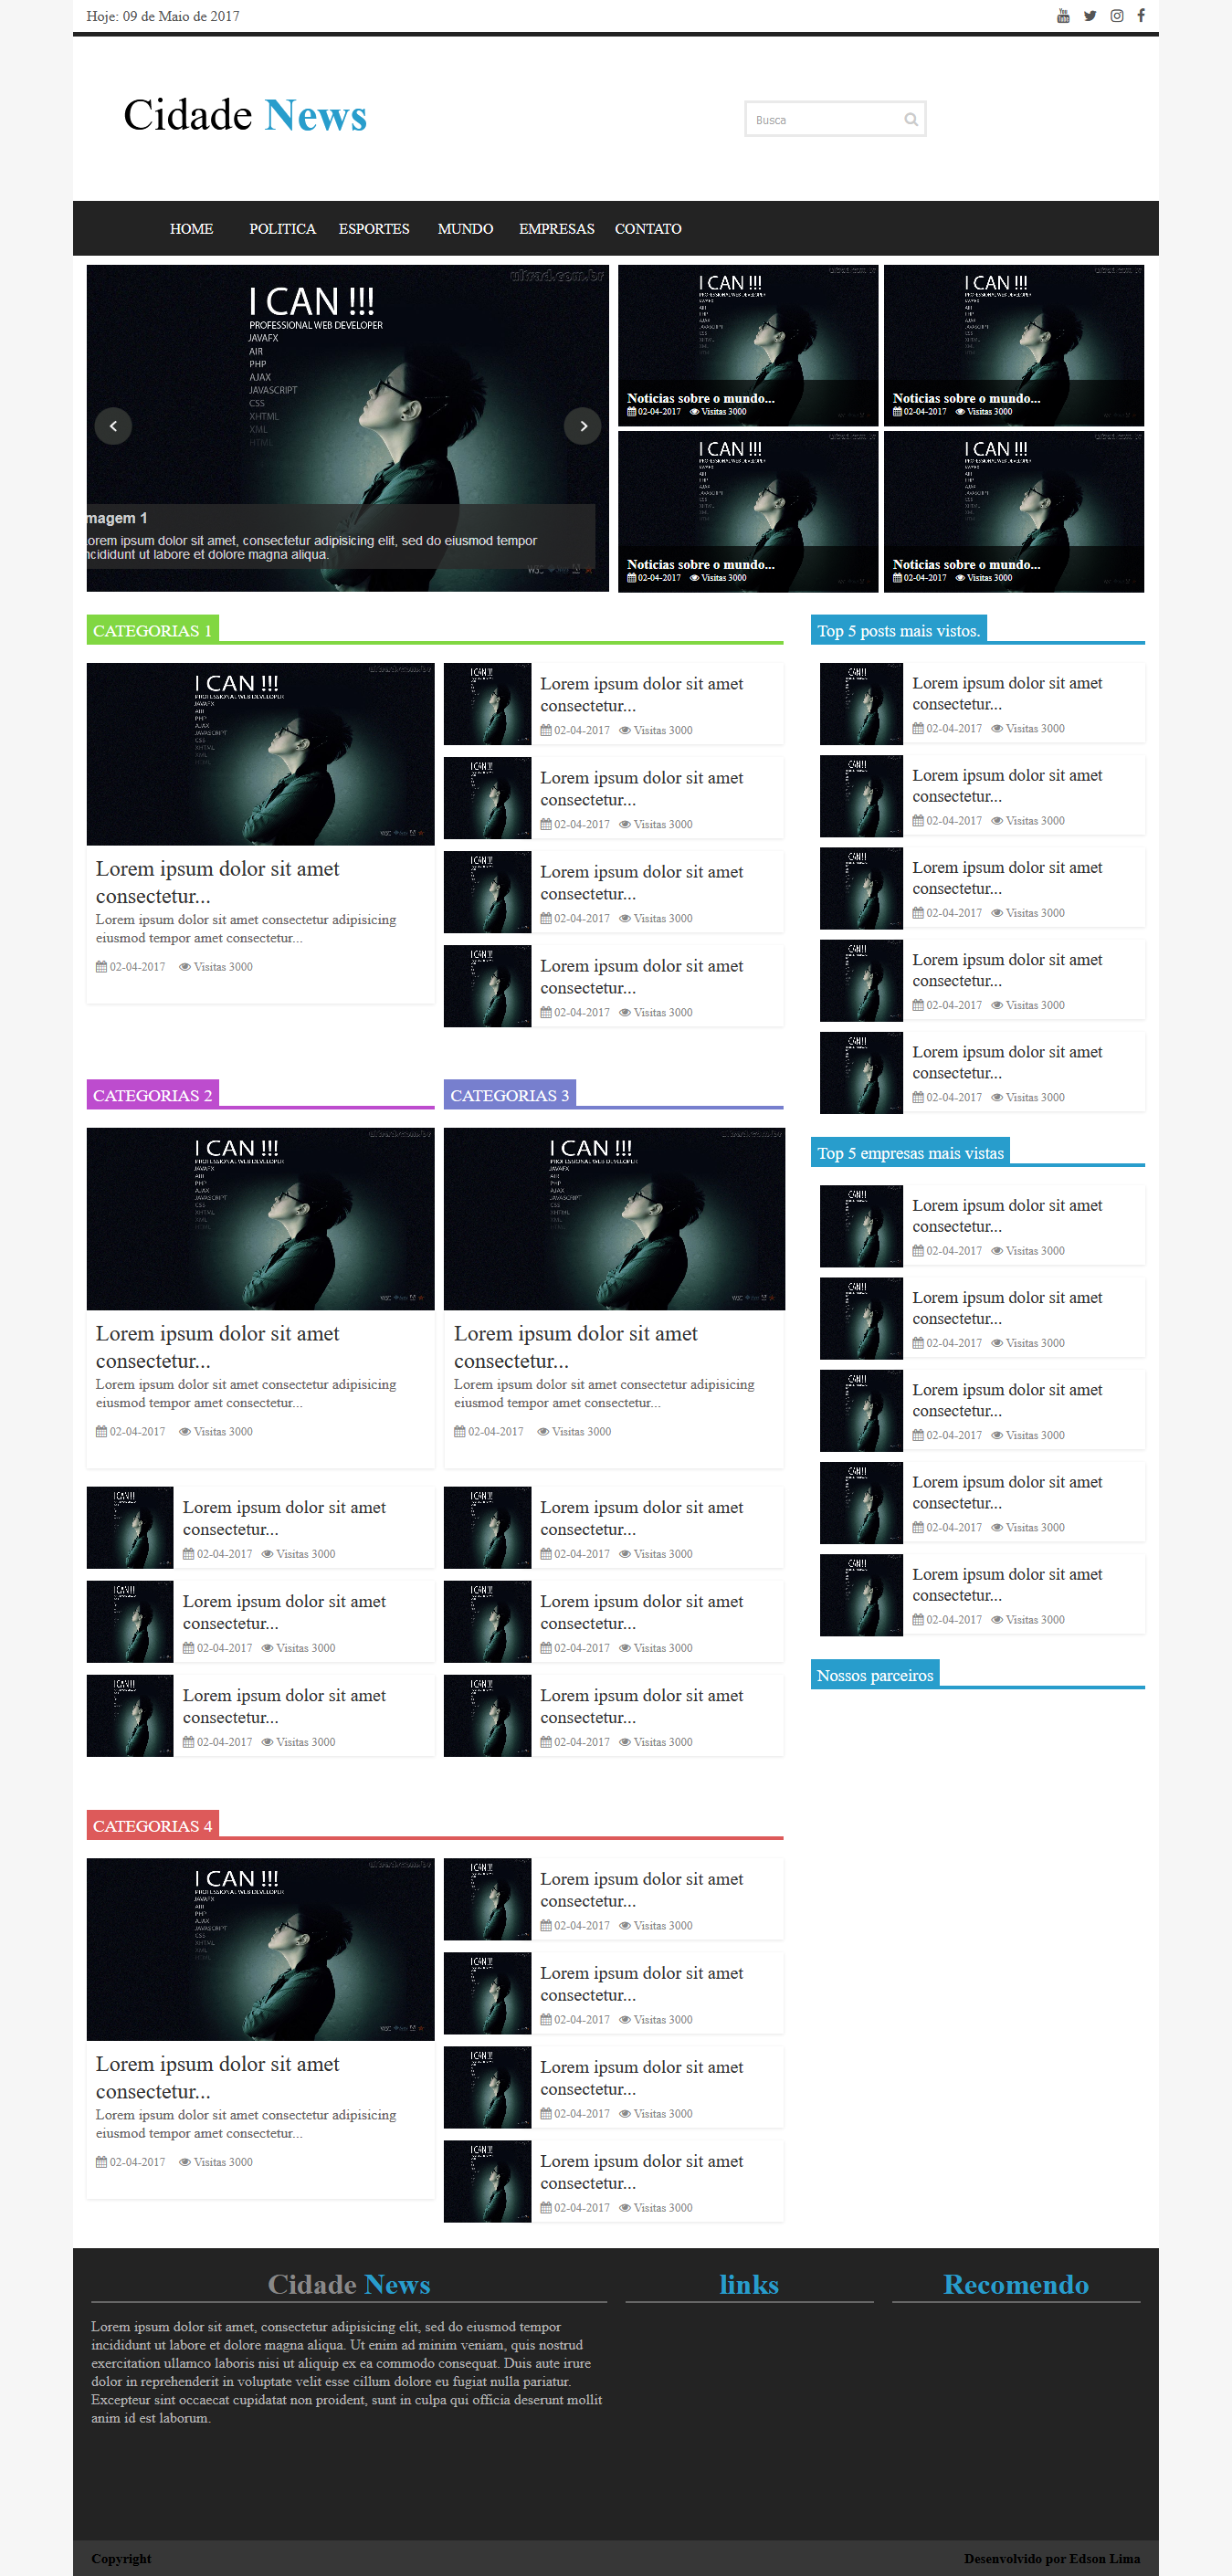 Hoje: 09 de Maio de 2017
Cidade News
Busca
HOME POLITICA ESPORTES MUNDO EMPRESAS CONTATO
ultrad.com.br
I CAN !!!
PROFESSIONAL WEB DEVELOPER
JAVAFX
AIR
PHP
AJAX
JAVASCRIPT
CSS
XHTML
XML
HTML
magem 1
orem ipsum dolor sit amet, consectetur adipisicing elit, sed do eiusmod tempor
ncididunt ut labore et dolore magna aliqua.
I CAN !!!
Noticias sobre o mundo...
02-04-2017 Visitas 3000
I CAN !!!
Noticias sobre o mundo...
02-04-2017 Visitas 3000
I CAN !!!
Noticias sobre o mundo...
02-04-2017 Visitas 3000
I CAN !!!
Noticias sobre o mundo...
02-04-2017 Visitas 3000
CATEGORIAS 1
I CAN !!!
Lorem ipsum dolor sit amet
consectetur...
Lorem ipsum dolor sit amet consectetur adipisicing
eiusmod tempor amet consectetur...
02-04-2017 Visitas 3000
Lorem ipsum dolor sit amet
consectetur...
02-04-2017 Visitas 3000
Lorem ipsum dolor sit amet
consectetur...
02-04-2017 Visitas 3000
Lorem ipsum dolor sit amet
consectetur...
02-04-2017 Visitas 3000
Lorem ipsum dolor sit amet
consectetur...
02-04-2017 Visitas 3000
CATEGORIAS 2
I CAN !!!
Lorem ipsum dolor sit amet
consectetur...
Lorem ipsum dolor sit amet consectetur adipisicing
eiusmod tempor amet consectetur...
02-04-2017 Visitas 3000
Lorem ipsum dolor sit amet
consectetur...
02-04-2017 Visitas 3000
Lorem ipsum dolor sit amet
consectetur...
02-04-2017 Visitas 3000
Lorem ipsum dolor sit amet
consectetur...
02-04-2017 Visitas 3000
CATEGORIAS 3
I CAN !!!
Lorem ipsum dolor sit amet
consectetur...
Lorem ipsum dolor sit amet consectetur adipisicing
eiusmod tempor amet consectetur...
02-04-2017 Visitas 3000
Lorem ipsum dolor sit amet
consectetur...
02-04-2017 Visitas 3000
Lorem ipsum dolor sit amet
consectetur...
02-04-2017 Visitas 3000
Lorem ipsum dolor sit amet
consectetur...
02-04-2017 Visitas 3000
CATEGORIAS 4
I CAN !!!
Lorem ipsum dolor sit amet
consectetur...
Lorem ipsum dolor sit amet consectetur adipisicing
eiusmod tempor amet consectetur...
02-04-2017 Visitas 3000
Lorem ipsum dolor sit amet
consectetur...
02-04-2017 Visitas 3000
Lorem ipsum dolor sit amet
consectetur...
02-04-2017 Visitas 3000
Lorem ipsum dolor sit amet
consectetur...
02-04-2017 Visitas 3000
Lorem ipsum dolor sit amet
consectetur...
02-04-2017 Visitas 3000
Top 5 posts mais vistos.
Lorem ipsum dolor sit amet
consectetur...
02-04-2017 Visitas 3000
Lorem ipsum dolor sit amet
consectetur...
02-04-2017 Visitas 3000
Lorem ipsum dolor sit amet
consectetur...
02-04-2017 Visitas 3000
Lorem ipsum dolor sit amet
consectetur...
02-04-2017 Visitas 3000
Lorem ipsum dolor sit amet
consectetur...
02-04-2017 Visitas 3000
Top 5 empresas mais vistas
Lorem ipsum dolor sit amet
consectetur...
02-04-2017 Visitas 3000
Lorem ipsum dolor sit amet
consectetur...
02-04-2017 Visitas 3000
Lorem ipsum dolor sit amet
consectetur...
02-04-2017 Visitas 3000
Lorem ipsum dolor sit amet
consectetur...
02-04-2017 Visitas 3000
Lorem ipsum dolor sit amet
consectetur...
02-04-2017 Visitas 3000
Nossos parceiros
Cidade News
Lorem ipsum dolor sit amet, consectetur adipisicing elit, sed do eiusmod tempor
incididunt ut labore et dolore magna aliqua. Ut enim ad minim veniam, quis nostrud
exercitation ullamco laboris nisi ut aliquip ex ea commodo consequat. Duis aute irure
dolor in reprehenderit in voluptate velit esse cillum dolore eu fugiat nulla pariatur.
Excepteur sint occaecat cupidatat non proident, sunt in culpa qui officia deserunt mollit
anim id est laborum.
links
Recomendo
Copyright
Desenvolvido por Edson Lima